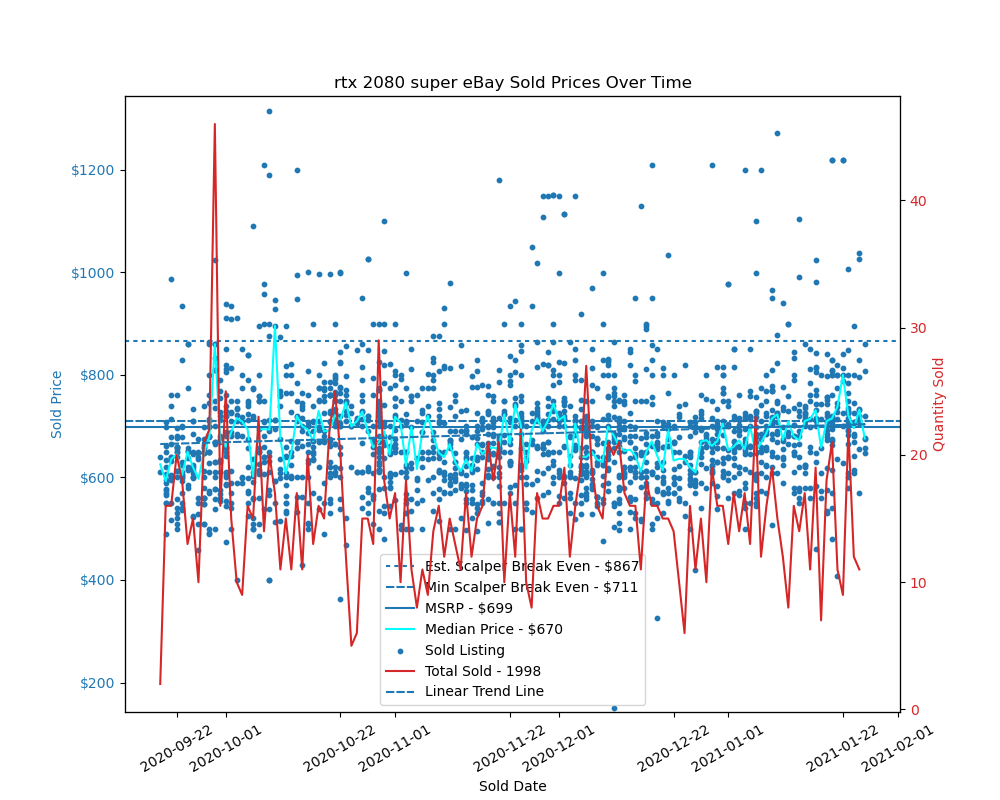 rtx 2080 super eBay Sold Prices Over Time
$1200
$1000
$800
$600
$400
$200
Sold Price
40
30
20
10
0
Quantity Sold
Est. Scalper Break Even - $867
Min Scalper Break Even - $711
MSRP - $699
Median Price - $670
Sold Listing
Total Sold - 1998
Linear Trend Line
2020-09-22
2020-10-01
2020-10-22
2020-11-01
2020-11-22
2020-12-01
2020-12-22
2021-01-01
2021-01-22
2021-02-01
Sold Date